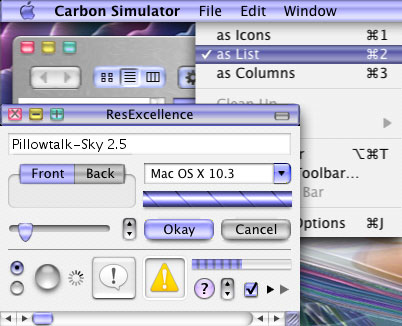 Carbon Simulator File Edit Window
as Icons ⌘1
✓ as List ⌘2
as Columns ⌘3
Clean Up
ResExcellence
Pillowtalk-Sky 2.5
Front Back
Mac OS X 10.3
⌥⌘T
Toolbar...
Bar
Okay Cancel
Options ⌘J